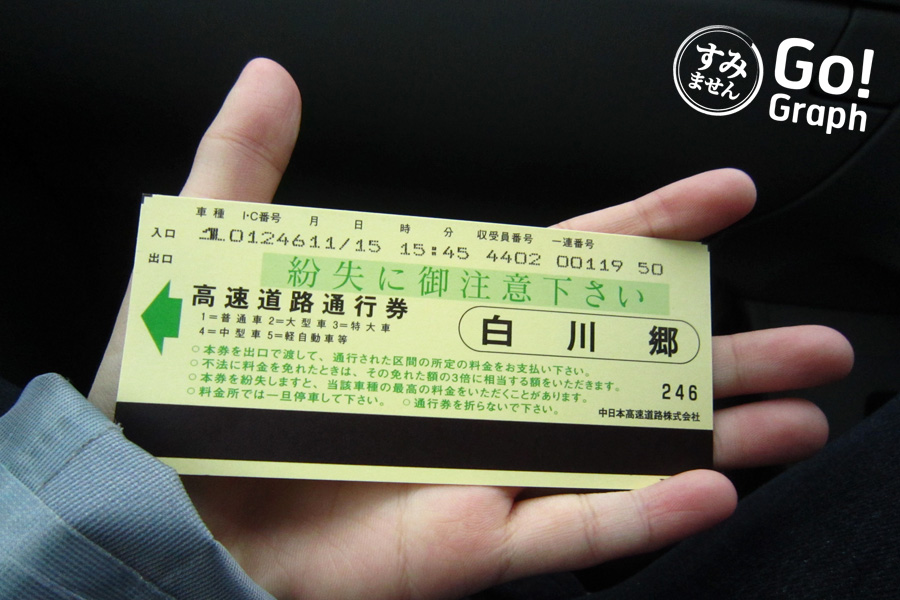 すみ
ません
Go!
Graph
車種 I・C番号 月 日 時 分 収受員番号 一連番号
入口 1L0124611/15 15:45 4402 00119 50
出口
紛失に御注意下さい
高速道路通行券
1=普通車 2=大型車 3=特大車
4=中型車 5=軽自動車等
白川郷
○本券を出口で渡して、通行された区間の所定の料金をお支払い下さい。
○不法に料金を免れたときは、その免れた額の3倍に相当する額をいただきます。
○本券を紛失しますと、当該車種の最高の料金をいただくことがあります。
○料金所では一旦停車して下さい。 ○通行券を折らないで下さい。
246
中日本高速道路株式会社